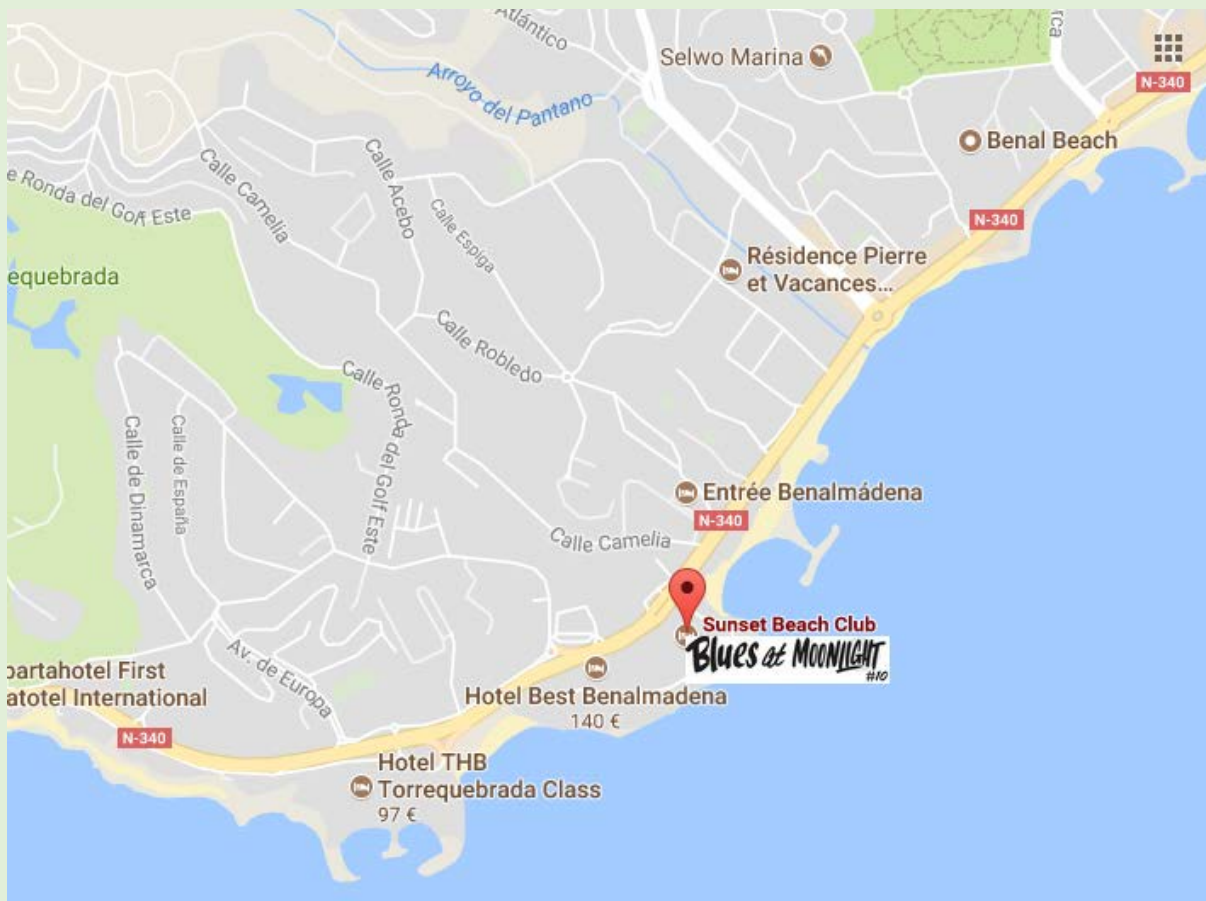 Atlántico
Selwo Marina
rca
N-340
Arroyo del Pantano
Benal Beach
Calle Camelia
Calle Acebo
e Ronda del Golf Este
Calle Espiga
N-340
Résidence Pierre
et Vacances...
equebrada
Calle Robledo
Calle Ronda del Golf Este
Calle de Dinamarca
Calle de España
Entrée Benalmádena
N-340
Calle Camelia
Sunset Beach Club
Blues at MOONLIGHT
#10
Av. de Europa
partahotel First
atotel International
Hotel Best Benalmadena
140 €
N-340
Hotel THB
Torrequebrada Class
97 €